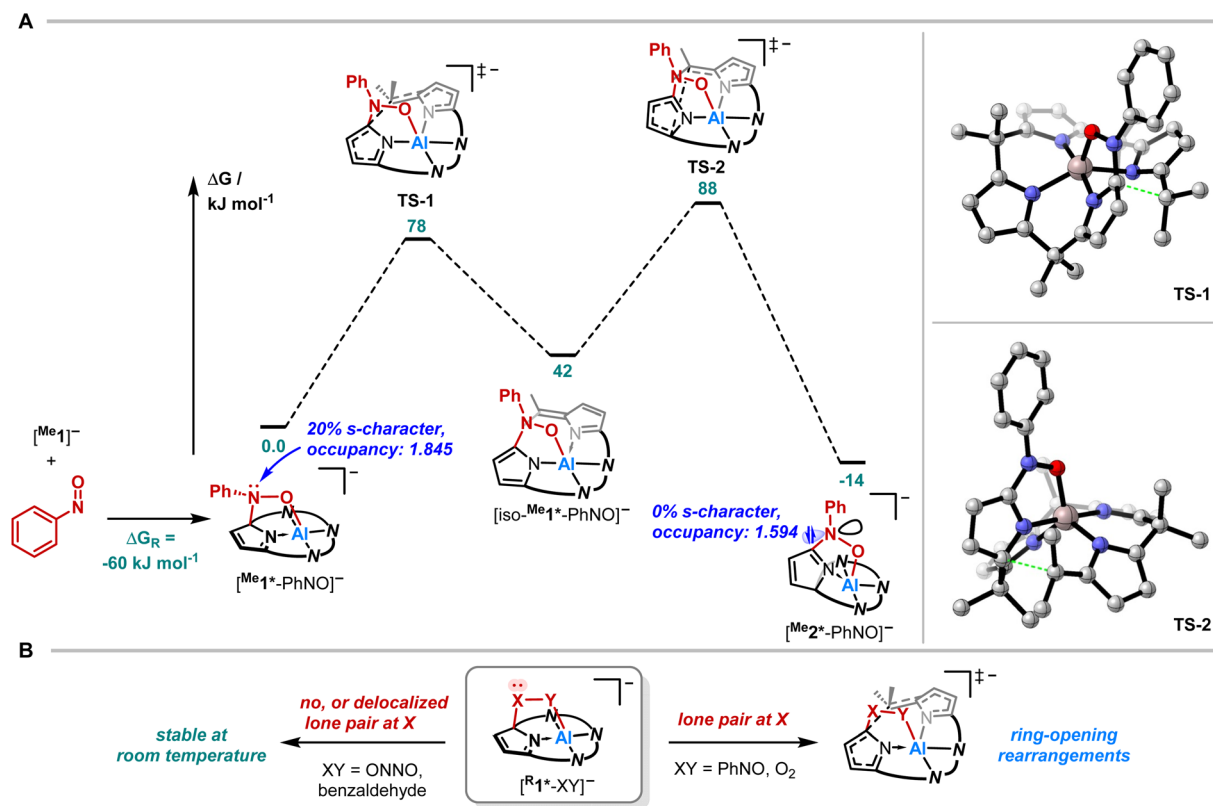 A
ΔG /
kJ mol⁻¹
Ph
N
O
N
Al
N
N
‡ −
TS-1
78
Ph
N
O
N
Al
N
N
‡ −
TS-2
88
TS-1
[ᴹᵉ1]⁻
+
N
O
ΔG_R =
-60 kJ mol⁻¹
0.0
20% s-character,
occupancy: 1.845
Ph
N
O
N
N
Al
N
N
−
[ᴹᵉ1*-PhNO]⁻
42
Ph
N
O
N
N
Al
N
N
[iso-ᴹᵉ1*-PhNO]⁻
-14
0% s-character,
occupancy: 1.594
Ph
N
O
N
N
Al
N
N
−
[ᴹᵉ2*-PhNO]⁻
TS-2
B
stable at
room temperature
no, or delocalized
lone pair at X
XY = ONNO,
benzaldehyde
X
Y
N
N
Al
N
N
−
[ᴿ1*-XY]⁻
lone pair at X
XY = PhNO, O₂
X
Y
N
N
Al
N
N
‡ −
ring-opening
rearrangements